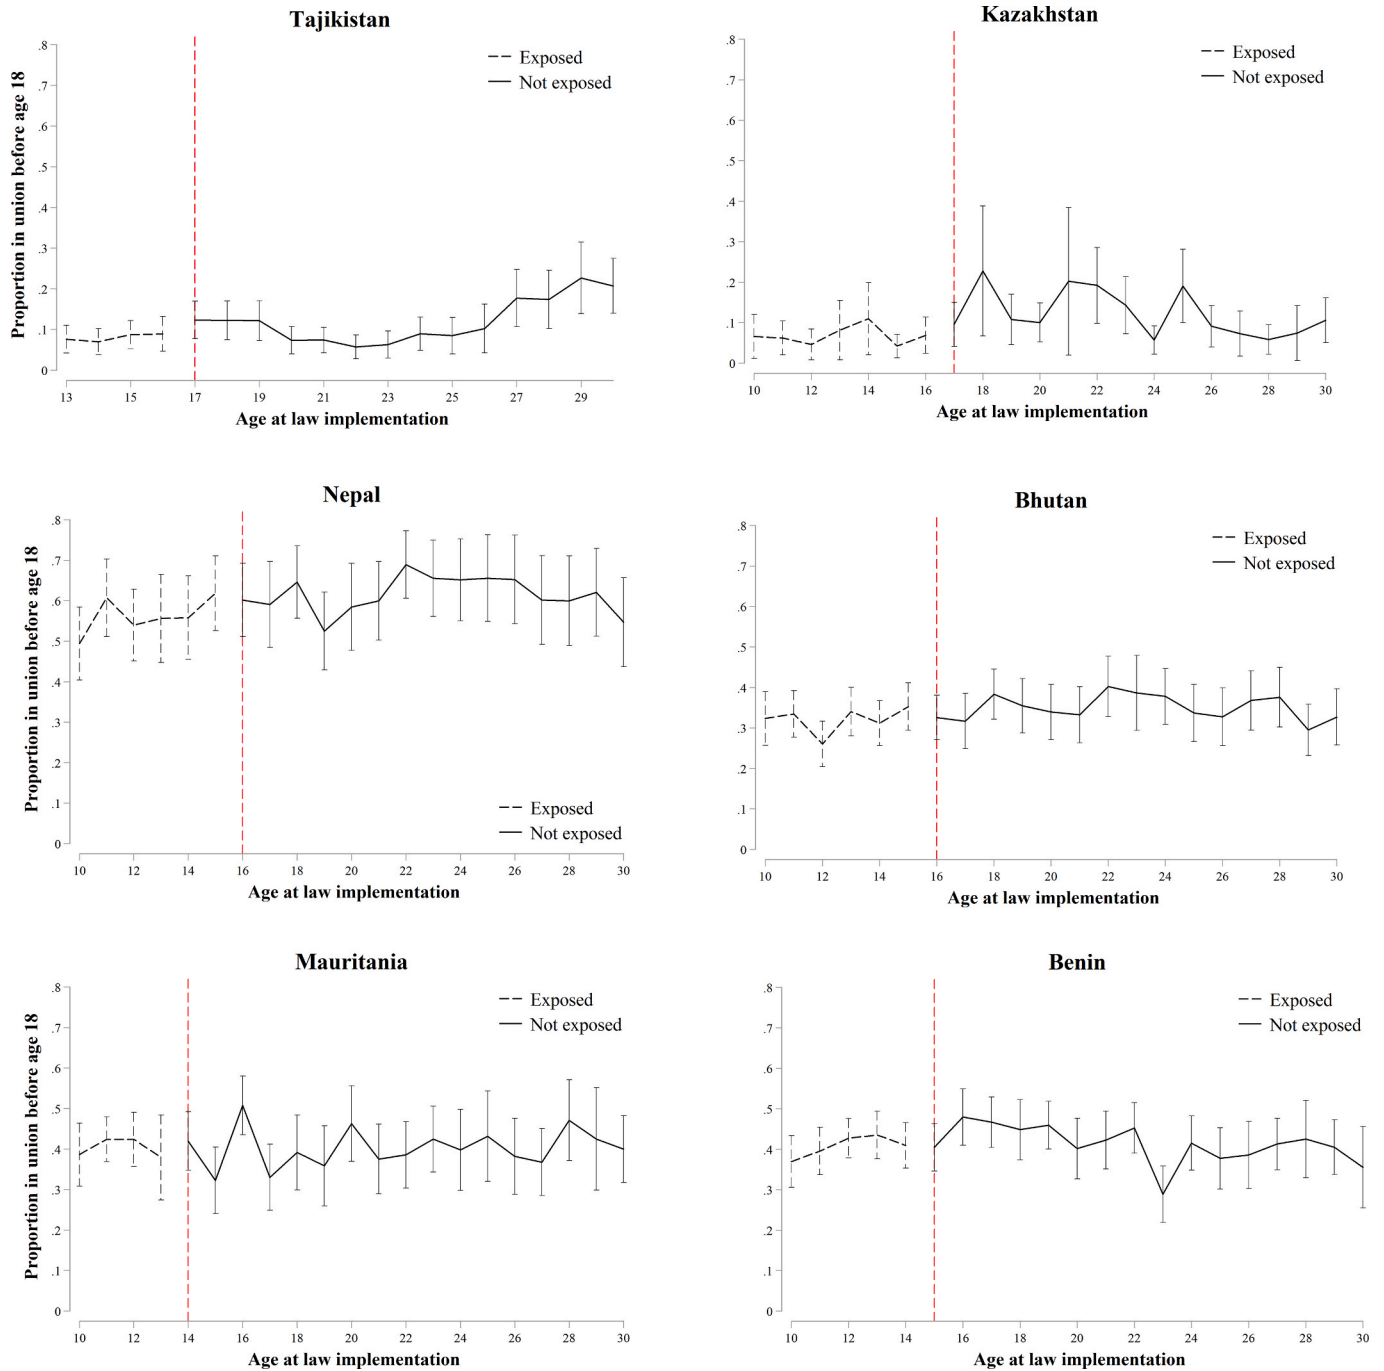 Tajikistan
Proportion in union before age 18
.8
.7
.6
.5
.4
.3
.2
.1
0
Exposed
Not exposed
13 15 17 19 21 23 25 27 29
Age at law implementation
Kazakhstan
.8
.7
.6
.5
.4
.3
.2
.1
0
Exposed
Not exposed
10 12 14 16 18 20 22 24 26 28 30
Age at law implementation
Nepal
Proportion in union before age 18
.8
.7
.6
.5
.4
.3
.2
.1
0
Exposed
Not exposed
10 12 14 16 18 20 22 24 26 28 30
Age at law implementation
Bhutan
.8
.7
.6
.5
.4
.3
.2
.1
0
Exposed
Not exposed
10 12 14 16 18 20 22 24 26 28 30
Age at law implementation
Mauritania
Proportion in union before age 18
.8
.7
.6
.5
.4
.3
.2
.1
0
Exposed
Not exposed
10 12 14 16 18 20 22 24 26 28 30
Age at law implementation
Benin
.8
.7
.6
.5
.4
.3
.2
.1
0
Exposed
Not exposed
10 12 14 16 18 20 22 24 26 28 30
Age at law implementation